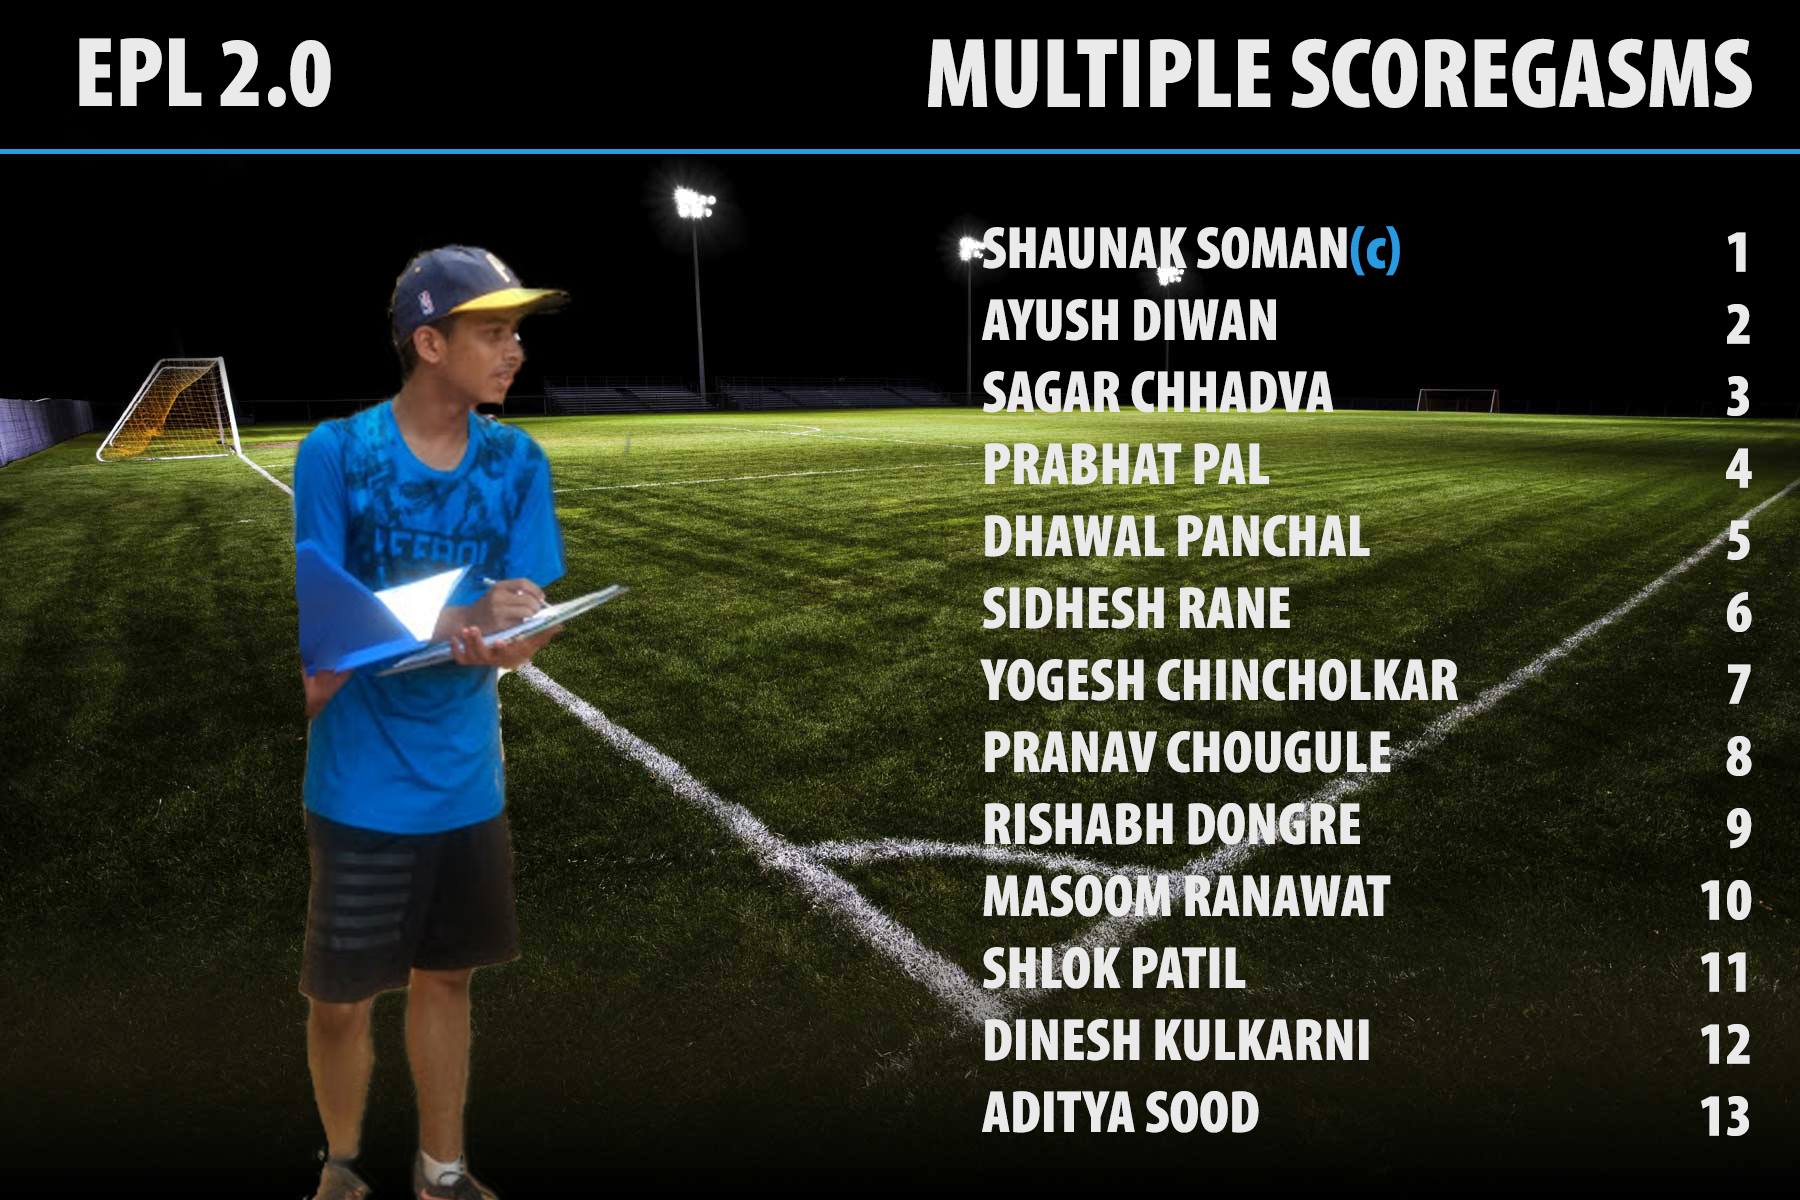 EPL 2.0
MULTIPLE SCOREGASMS
SHAUNAK SOMAN(c) 1
AYUSH DIWAN 2
SAGAR CHHADVA 3
PRABHAT PAL 4
DHAWAL PANCHAL 5
SIDHESH RANE 6
YOGESH CHINCHOLKAR 7
PRANAV CHOUGULE 8
RISHABH DONGRE 9
MASOOM RANAWAT 10
SHLOK PATIL 11
DINESH KULKARNI 12
ADITYA SOOD 13